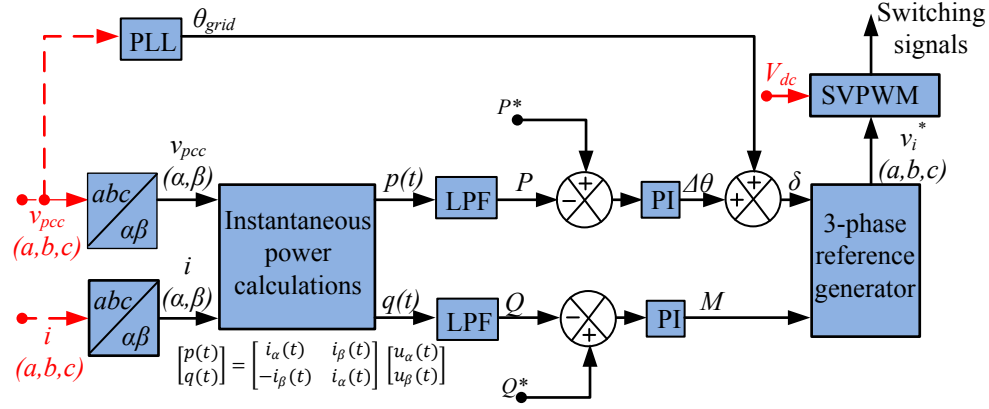 θgrid
PLL
Switching
signals
Vdc
SVPWM
P*
vi*
(a,b,c)
vpcc
(α,β)
abc
αβ
vpcc
(a,b,c)
Instantaneous
power
calculations
p(t)
LPF
P
+
−
PI
Δθ
+
+
δ
3-phase
reference
generator
i
(α,β)
abc
αβ
i
(a,b,c)
q(t)
LPF
Q
−
+
PI
M
[p(t) q(t)] = [iα(t) iβ(t) −iβ(t) iα(t)] [uα(t) uβ(t)]
Q*